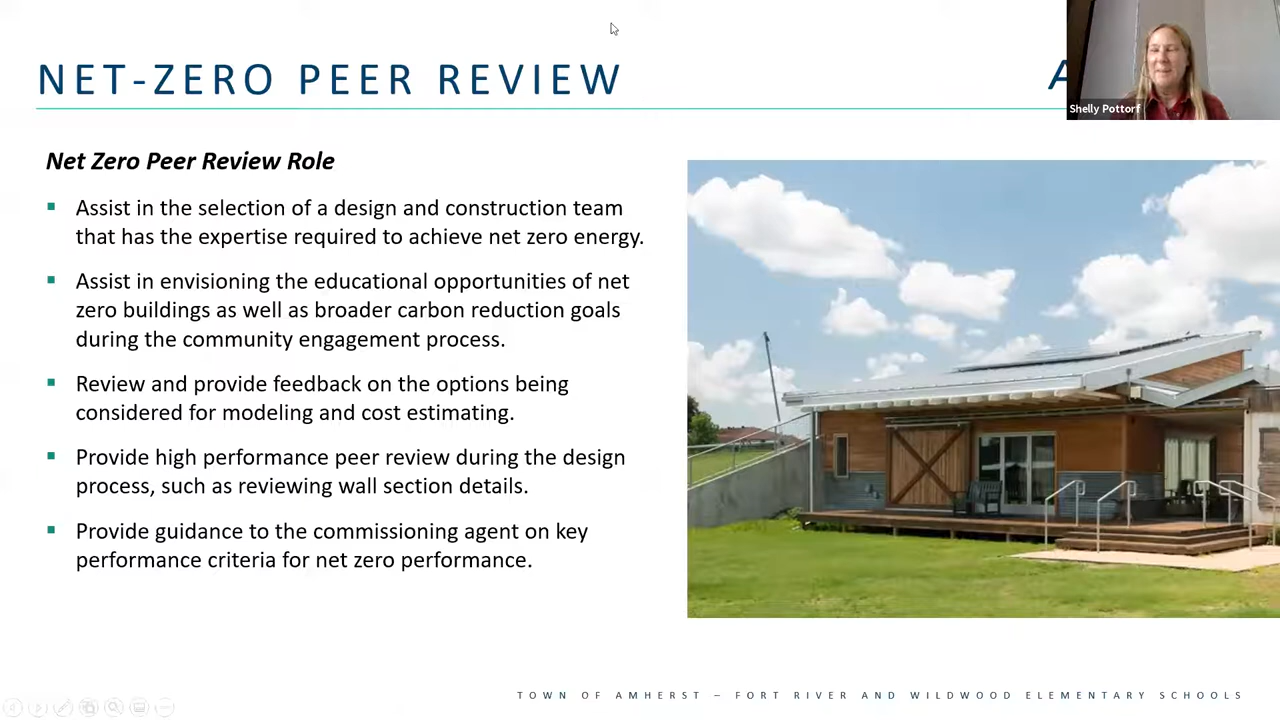 NET-ZERO PEER REVIEW
Shelly Pottorf
Net Zero Peer Review Role
Assist in the selection of a design and construction team
that has the expertise required to achieve net zero energy.
Assist in envisioning the educational opportunities of net
zero buildings as well as broader carbon reduction goals
during the community engagement process.
Review and provide feedback on the options being
considered for modeling and cost estimating.
Provide high performance peer review during the design
process, such as reviewing wall section details.
Provide guidance to the commissioning agent on key
performance criteria for net zero performance.
TOWN OF AMHERST – FORT RIVER AND WILDWOOD ELEMENTARY SCHOOLS